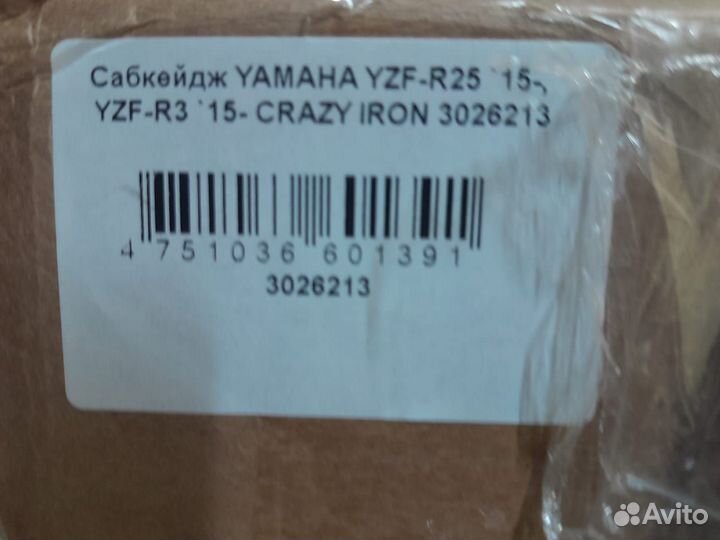 Сабкейдж YAMAHA YZF-R25 `15-,
YZF-R3 `15- CRAZY IRON 3026213
4 751036 601391
3026213
Avito